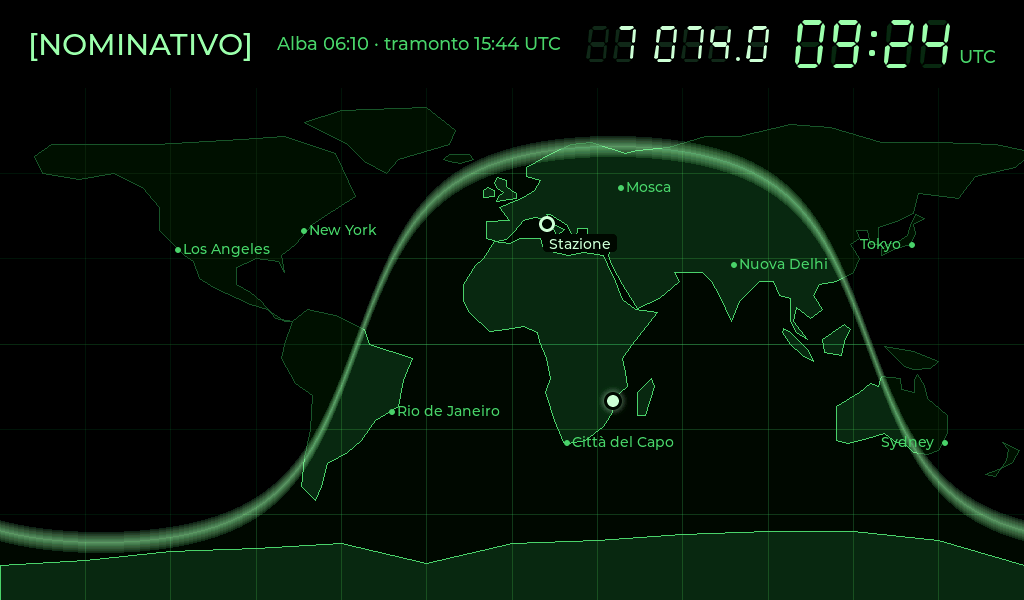 [NOMINATIVO] Alba 06:10 · tramonto 15:44 UTC 7 074.0 09:24 UTC
Mosca
Stazione
New York
Los Angeles
Tokyo
Nuova Delhi
Rio de Janeiro
Città del Capo
Sydney